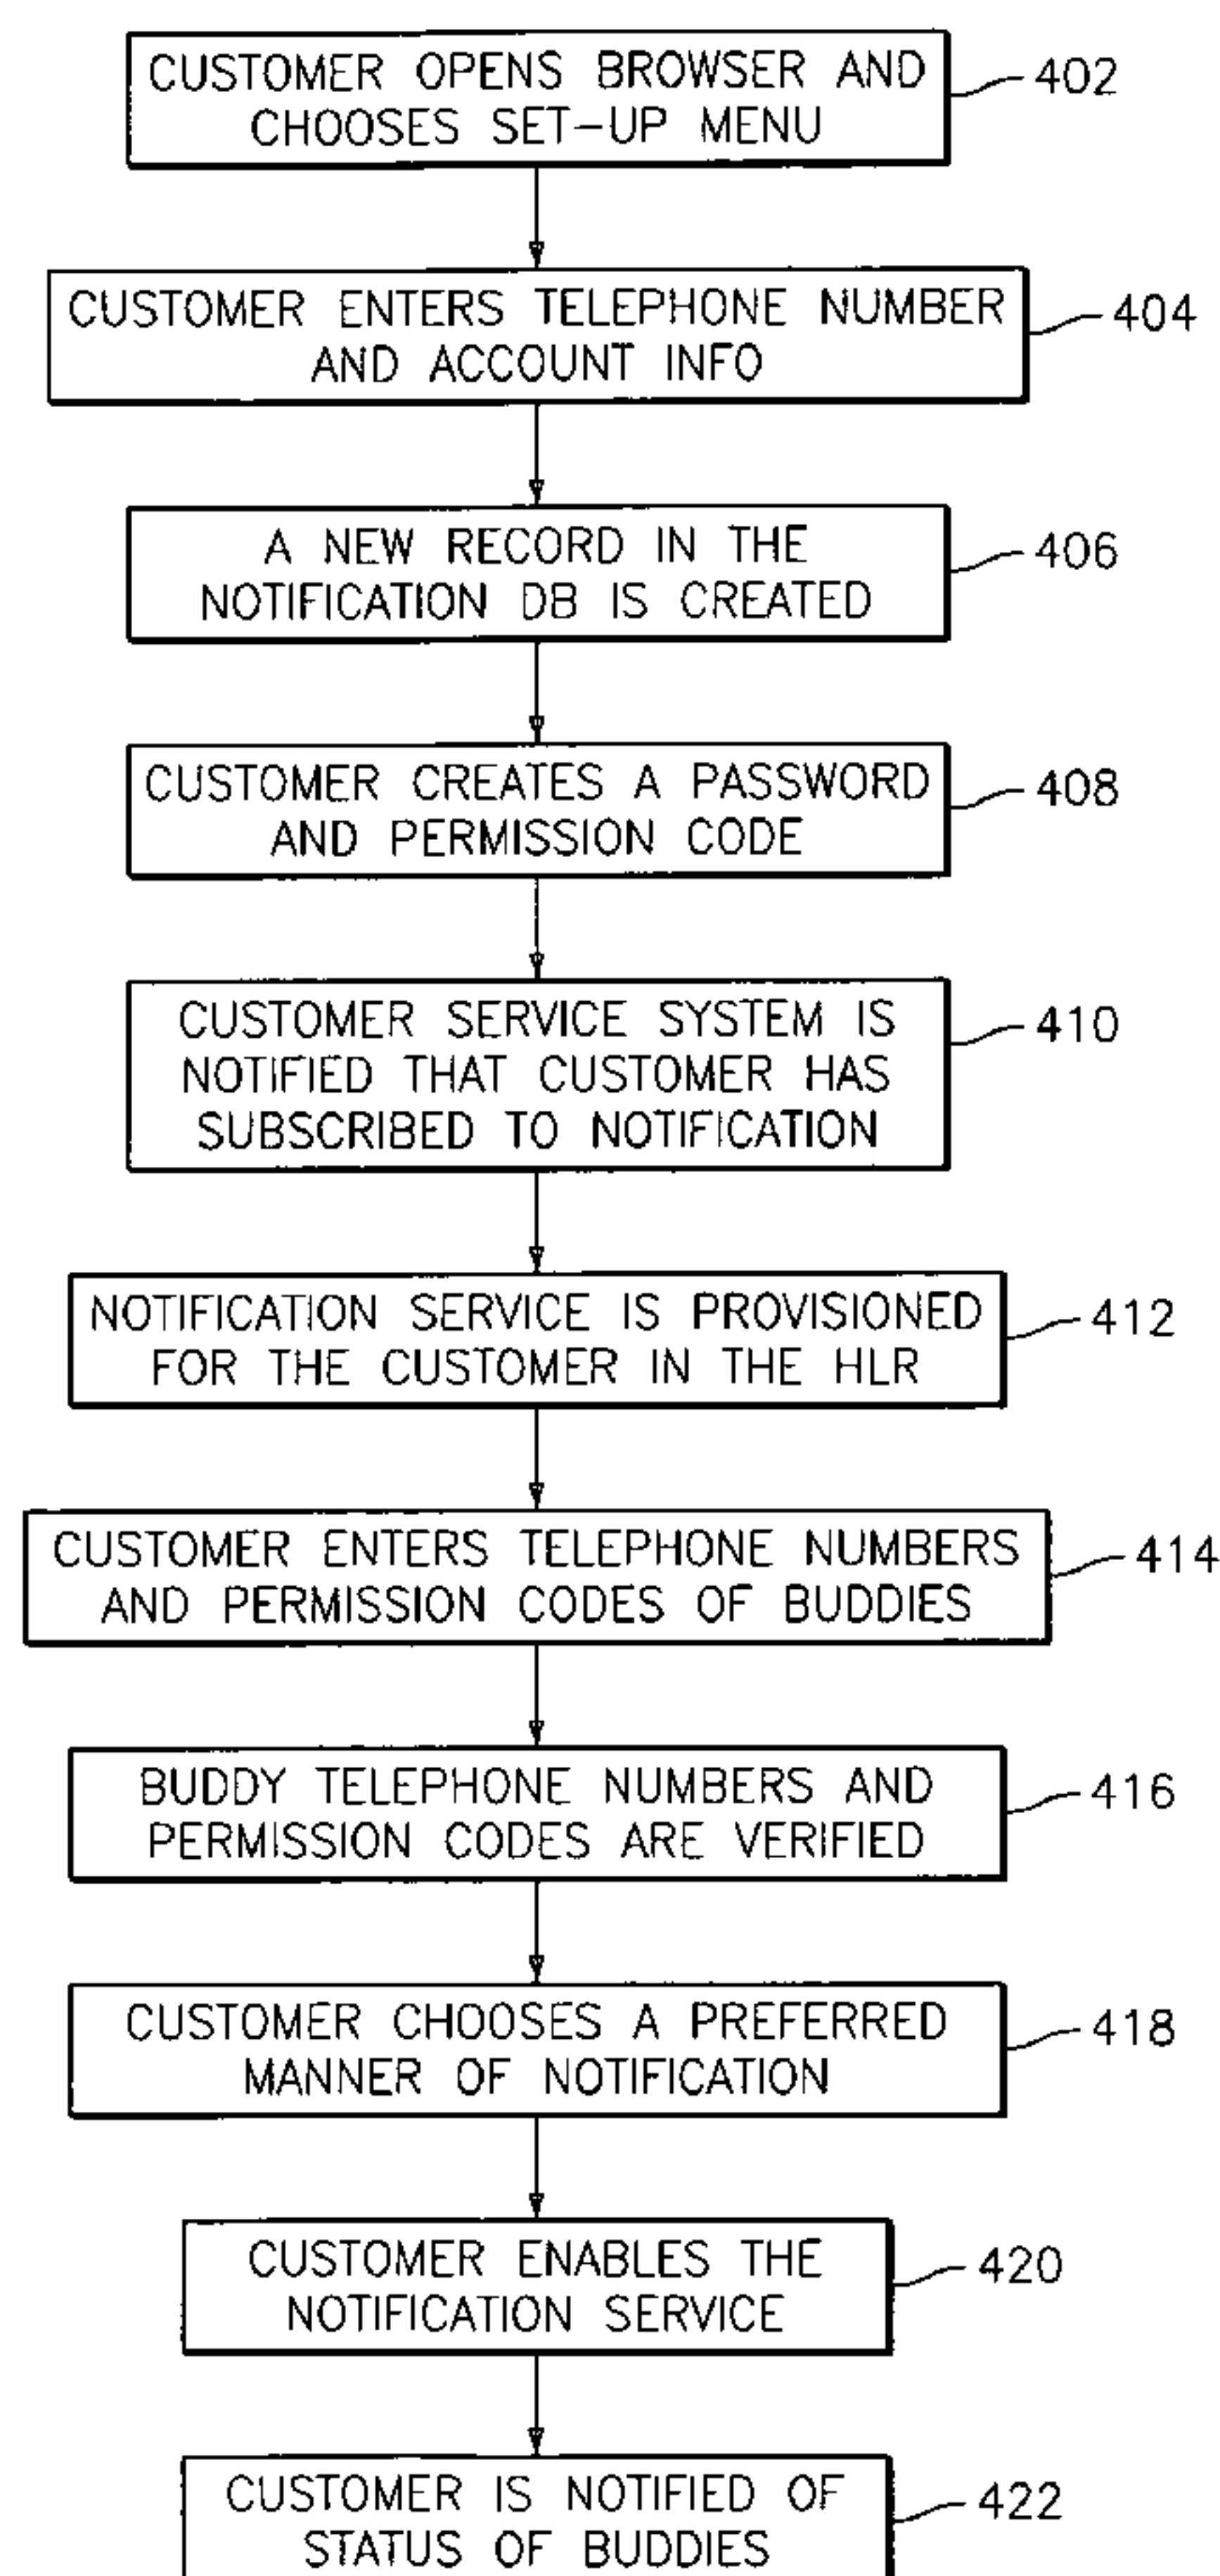 CUSTOMER OPENS BROWSER AND
CHOOSES SET-UP MENU
402
CUSTOMER ENTERS TELEPHONE NUMBER
AND ACCOUNT INFO
404
A NEW RECORD IN THE
NOTIFICATION DB IS CREATED
406
CUSTOMER CREATES A PASSWORD
AND PERMISSION CODE
408
CUSTOMER SERVICE SYSTEM IS
NOTIFIED THAT CUSTOMER HAS
SUBSCRIBED TO NOTIFICATION
410
NOTIFICATION SERVICE IS PROVISIONED
FOR THE CUSTOMER IN THE HLR
412
CUSTOMER ENTERS TELEPHONE NUMBERS
AND PERMISSION CODES OF BUDDIES
414
BUDDY TELEPHONE NUMBERS AND
PERMISSION CODES ARE VERIFIED
416
CUSTOMER CHOOSES A PREFERRED
MANNER OF NOTIFICATION
418
CUSTOMER ENABLES THE
NOTIFICATION SERVICE
420
CUSTOMER IS NOTIFIED OF
STATUS OF BUDDIES
422